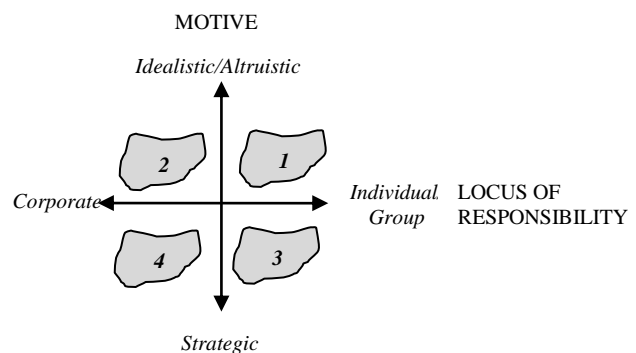 MOTIVE
Idealistic/Altruistic
2
1
Corporate
Individual
Group
LOCUS OF
RESPONSIBILITY
4
3
Strategic